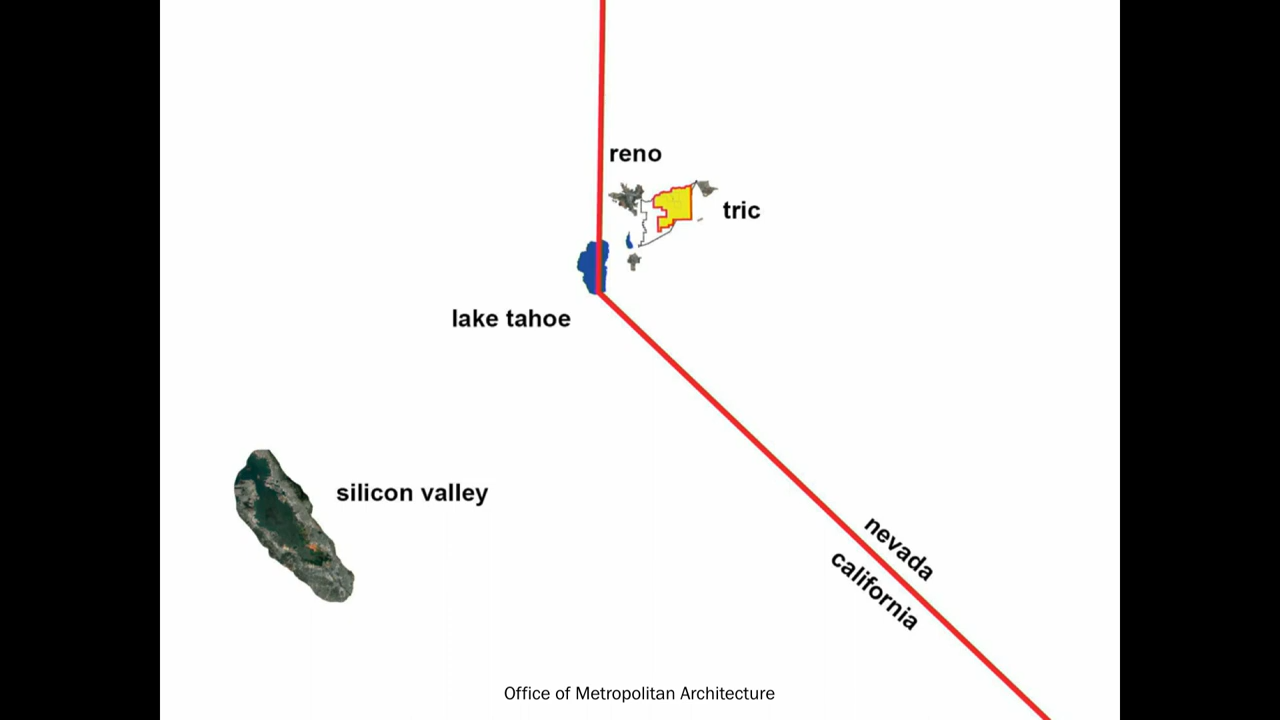 reno
tric
lake tahoe
silicon valley
nevada
california
Office of Metropolitan Architecture